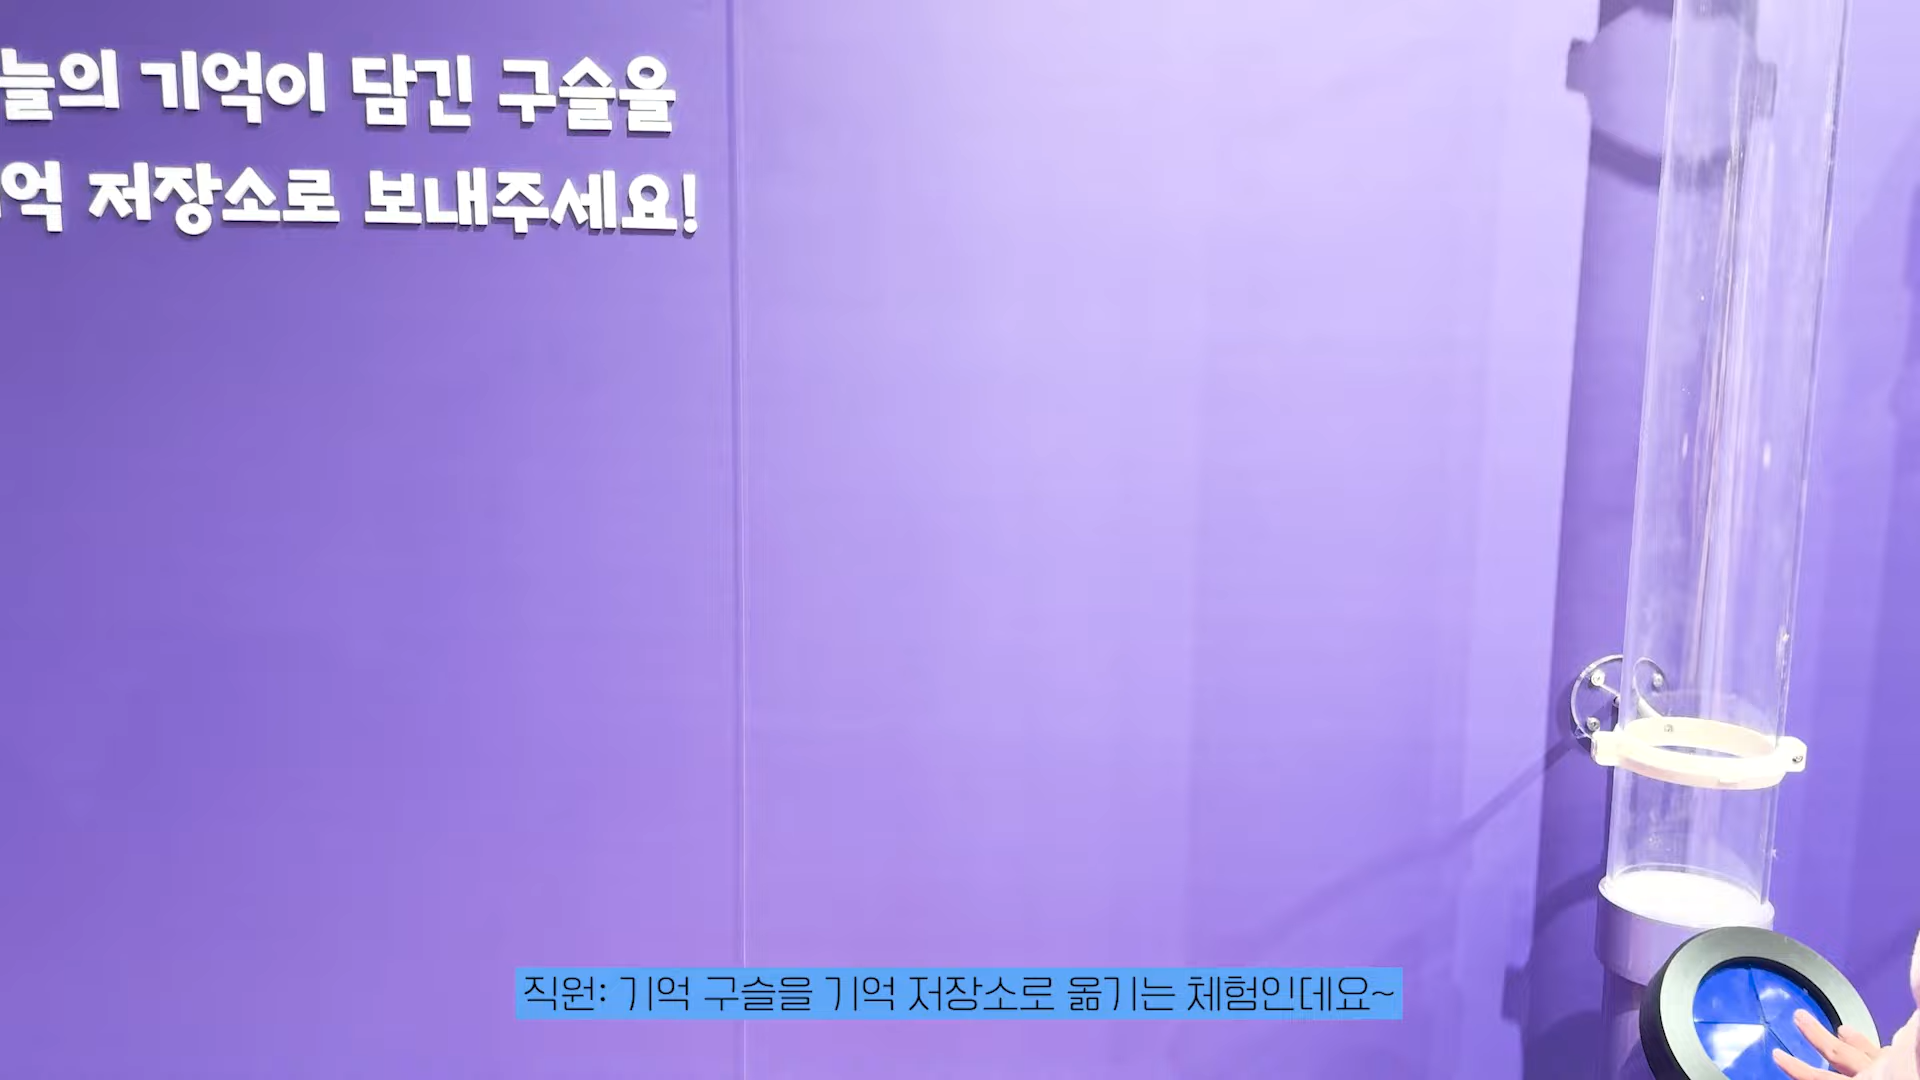 늘의 기억이 담긴 구슬을
억 저장소로 보내주세요!
직원: 기억 구슬을 기억 저장소로 옮기는 체험인데요~